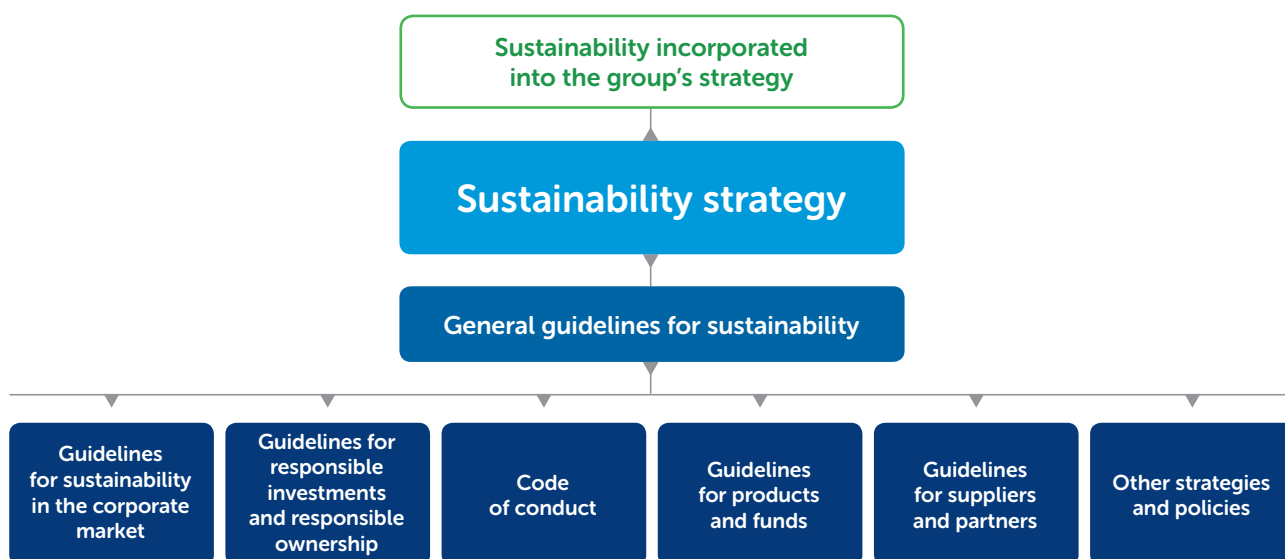 Sustainability incorporated
into the group's strategy
Sustainability strategy
General guidelines for sustainability
Guidelines
for sustainability
in the corporate
market
Guidelines for
responsible
investments
and responsible
ownership
Code
of conduct
Guidelines
for products
and funds
Guidelines
for suppliers
and partners
Other strategies
and policies